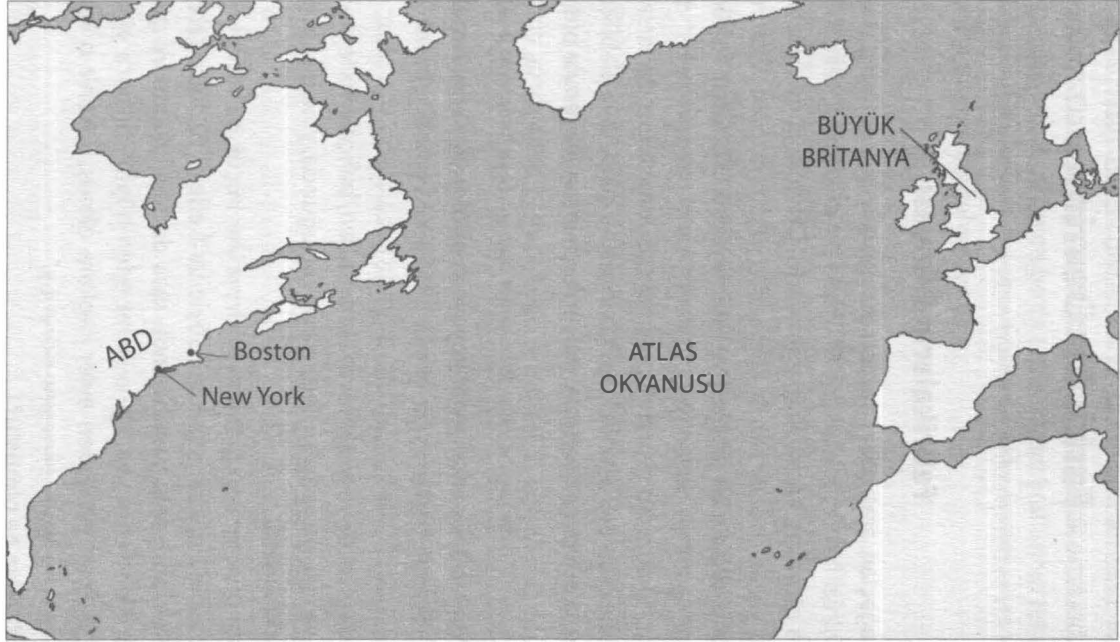 BÜYÜK
BRİTANYA
ABD
Boston
New York
ATLAS
OKYANUSU